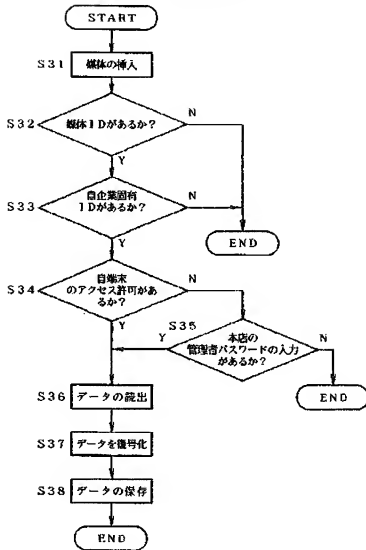 START
S31
媒体の挿入
S32
媒体IDがあるか?
N
Y
S33
自企業固有
IDがあるか?
N
Y
END
S34
自端末
のアクセス許可があ
るか?
N
Y
S35
本店の
管理者パスワードの入力
があるか?
Y
N
END
S36
データの読出
S37
データを復号化
S38
データの保存
END